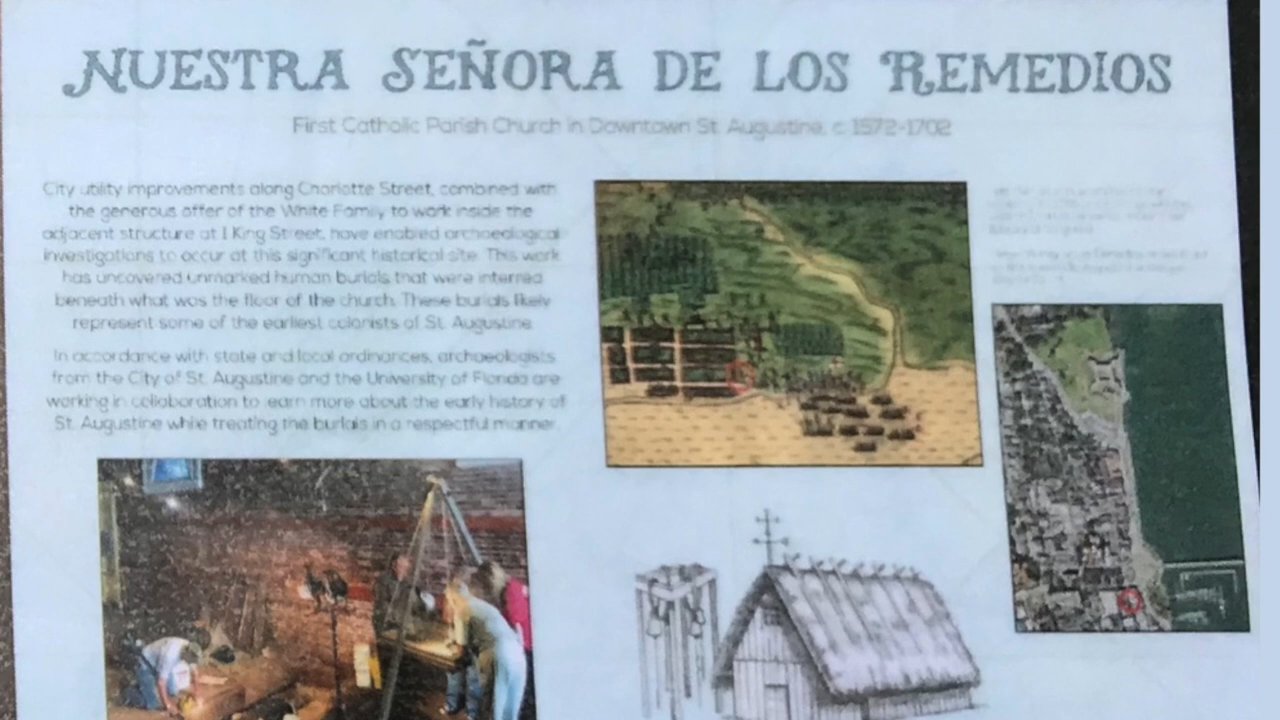 NUESTRA SEÑORA DE LOS REMEDIOS
First Catholic Parish Church in Downtown St. Augustine, c. 1572-1702
City utility improvements along Charlotte Street, combined with
the generous offer of the White Family to work inside the
adjacent structure at 1 King Street, have enabled archaeological
investigations to occur at this significant historical site. This work
has uncovered unmarked human burials that were interred
beneath what was the floor of the church. These burials likely
represent some of the earliest colonists of St. Augustine.
In accordance with state and local ordinances, archaeologists
from the City of St. Augustine and the University of Florida are
working in collaboration to learn more about the early history of
St. Augustine while treating the burials in a respectful manner.